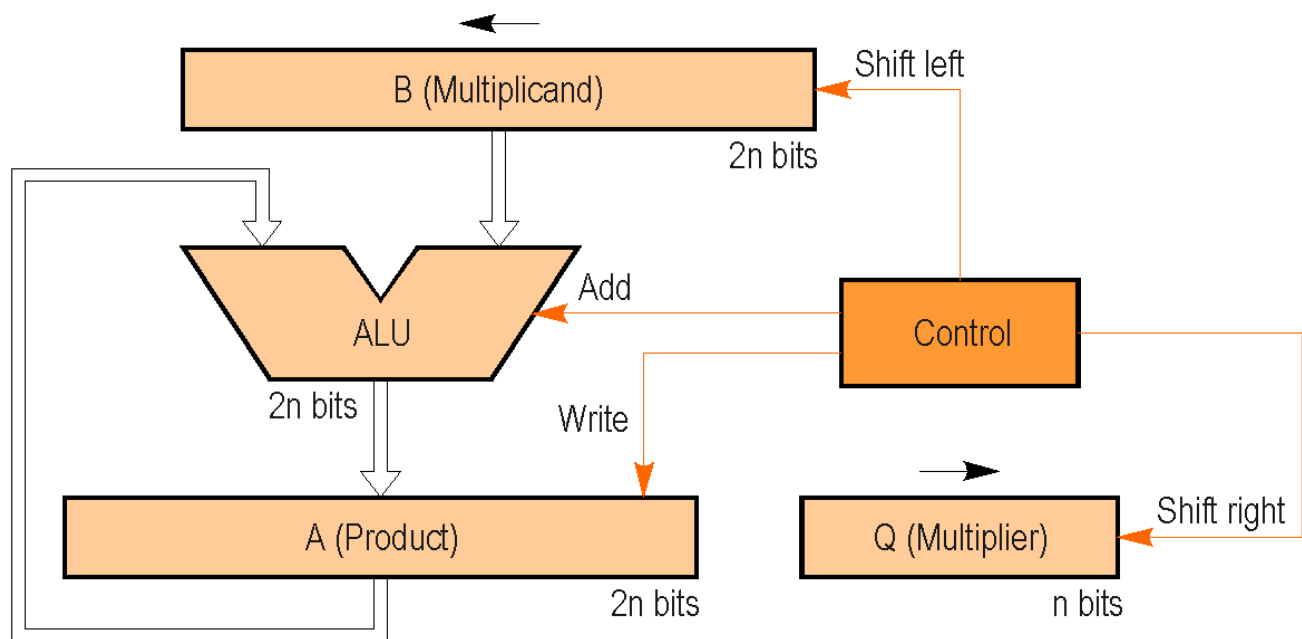 Shift left
B (Multiplicand)
2n bits
Add
ALU
Control
2n bits
Write
Shift right
A (Product)
Q (Multiplier)
2n bits
n bits